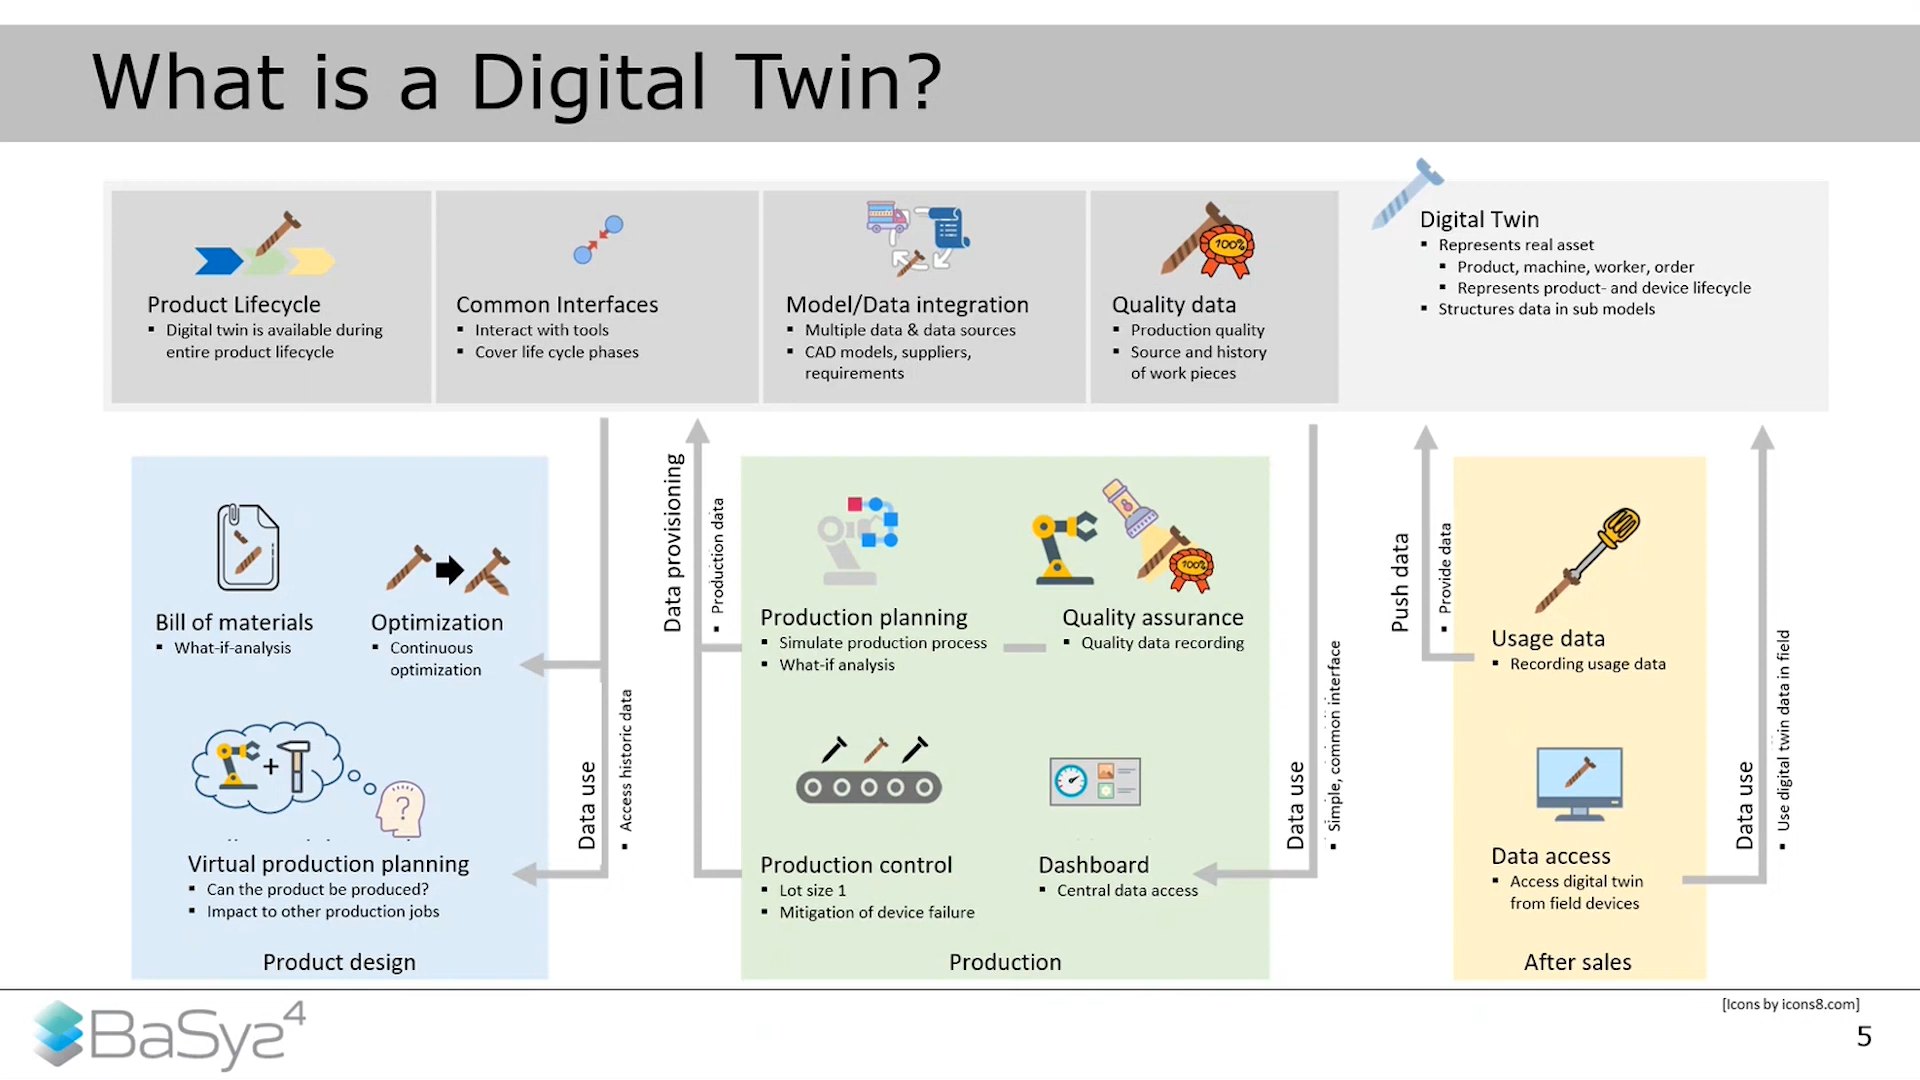 What is a Digital Twin?
Product Lifecycle
▪ Digital twin is available during
entire product lifecycle
Common Interfaces
▪ Interact with tools
▪ Cover life cycle phases
Model/Data integration
▪ Multiple data & data sources
▪ CAD models, suppliers,
requirements
100%
Quality data
▪ Production quality
▪ Source and history
of work pieces
Digital Twin
▪ Represents real asset
▪ Product, machine, worker, order
▪ Represents product- and device lifecycle
▪ Structures data in sub models
Bill of materials
▪ What-if-analysis
Optimization
▪ Continuous
optimization
+
?
Virtual production planning
▪ Can the product be produced?
▪ Impact to other production jobs
Product design
Data use
▪ Access historic data
Data provisioning
▪ Production data
Production planning
▪ Simulate production process
▪ What-if analysis
100%
Quality assurance
▪ Quality data recording
Production control
▪ Lot size 1
▪ Mitigation of device failure
Dashboard
▪ Central data access
Production
Data use
▪ Simple, common interface
Push data
▪ Provide data
Usage data
▪ Recording usage data
Data access
▪ Access digital twin
from field devices
After sales
Data use
▪ Use digital twin data in field
BaSys4
[Icons by icons8.com]
5